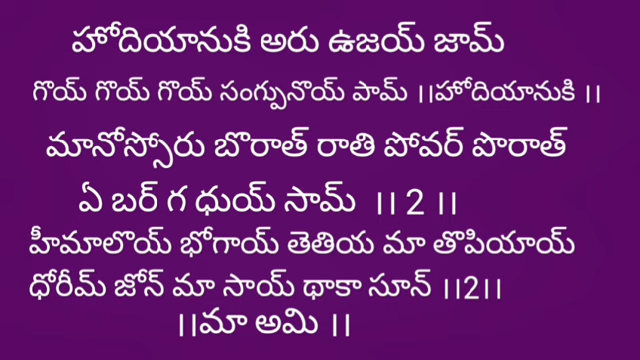 హోదియానుకి అరు ఉజయ్ జామ్
గొయ్ గొయ్ గొయ్ సంగ్పునొయ్ పామ్ ।।హోదియానుకి ।।
మానోస్సోరు బొరాత్ రాతి పోవర్ పొరాత్
ఏ బర్ గ ధుయ్ సామ్ ।। 2 ।।
హీమాలొయ్ భోగాయ్ తెతియ మా తొపియాయ్
ధోరీమ్ జోన్ మా సాయ్ థాకా సూన్ ।।2।।
।।మా అమి ।।